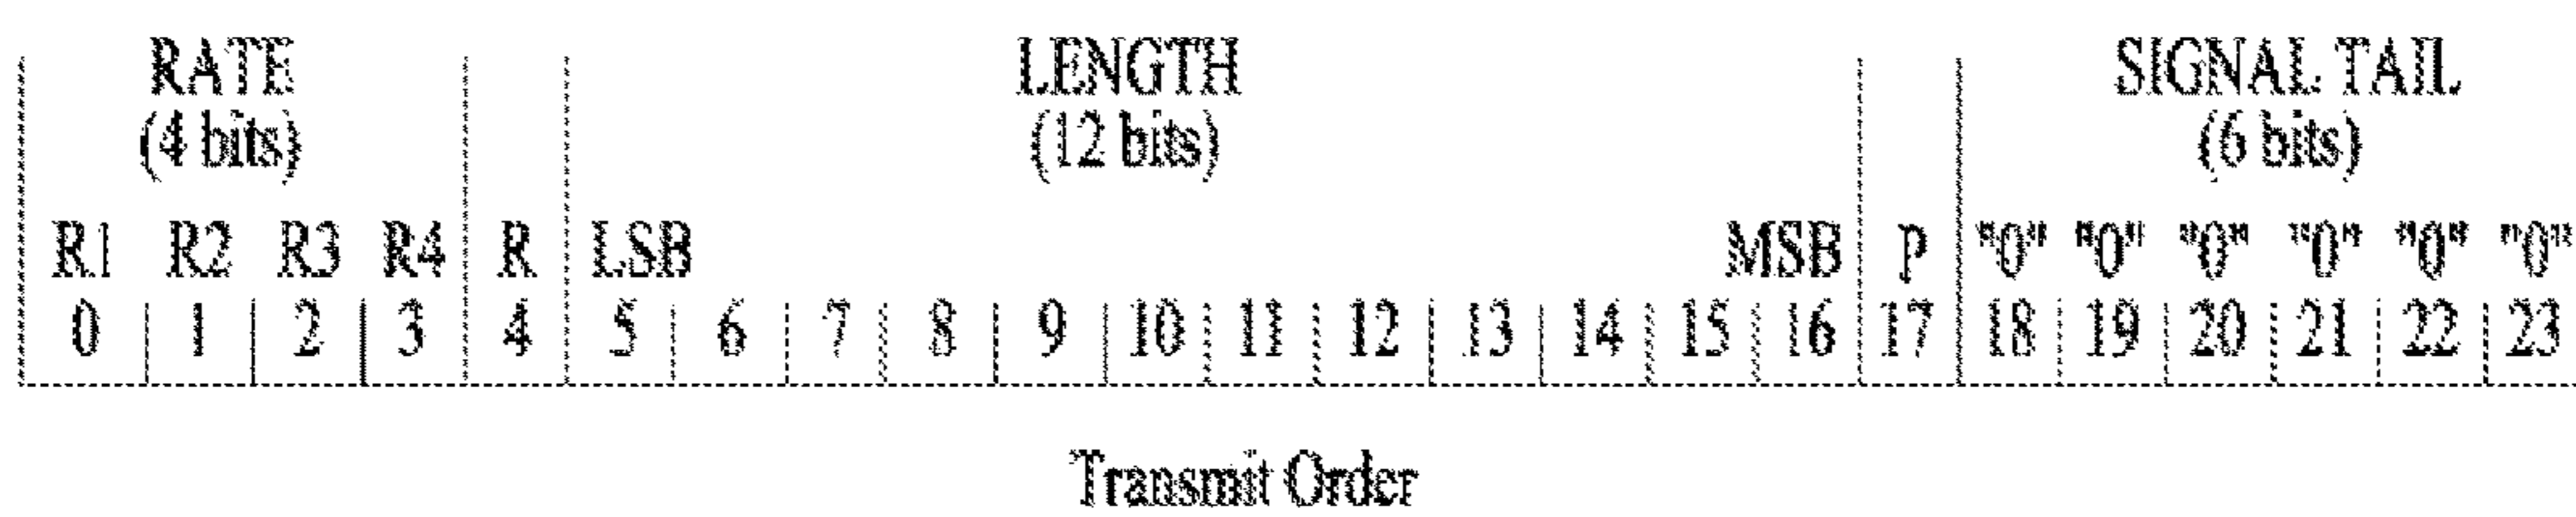 RATE LENGTH SIGNAL TAIL
(4 bits) (12 bits) (6 bits)
R1 R2 R3 R4 R LSB MSB P "0" "0" "0" "0" "0" "0"
0 1 2 3 4 5 6 7 8 9 10 11 12 13 14 15 16 17 18 19 20 21 22 23
Transmit Order